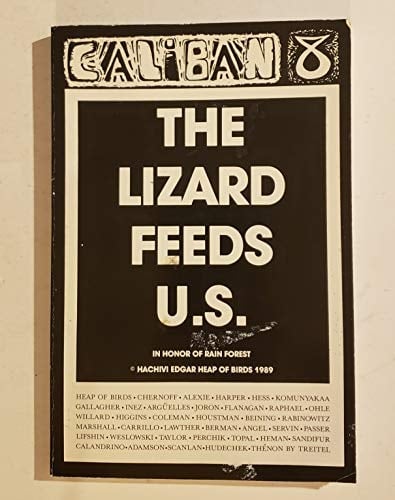 CALIBAN 8
THE
LIZARD
FEEDS
U.S.
IN HONOR OF RAIN FOREST
© HACHIVI EDGAR HEAP OF BIRDS 1989
HEAP OF BIRDS • CHERNOFF • ALEXIE • HARPER • HESS • KOMUNYAKAA
GALLAGHER • INEZ • ARGÜELLES • JORON • FLANAGAN • RAPHAEL • OHLE
WILLARD • HIGGINS • COLEMAN • HOUSTMAN • BEINING • RABINOWITZ
MARSHALL • CARRILLO • LAWTHER • BERMAN • ANGEL • SERVIN • PASSER
LIFSHIN • WESLOWSKI • TAYLOR • PERCHIK • TOPAL • HEMAN • SANDIFUR
CALANDRINO • ADAMSON • SCANLAN • HUDECHEK • THÉNON BY TREITEL